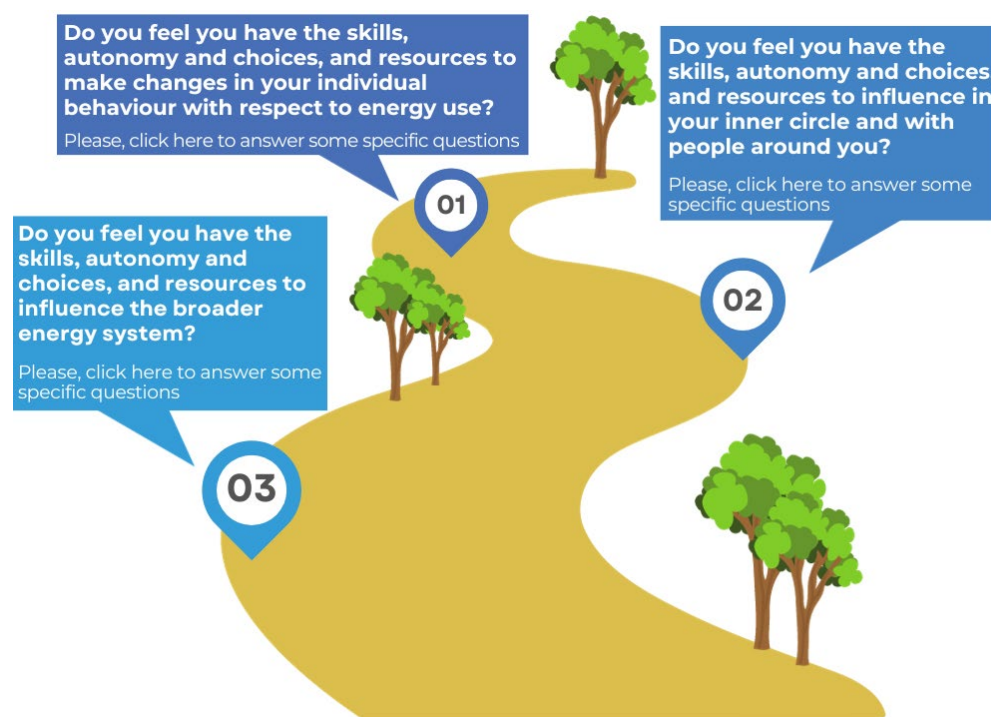 Do you feel you have the skills,
autonomy and choices, and resources to
make changes in your individual
behaviour with respect to energy use?
Please, click here to answer some specific questions
01
Do you feel you have the
skills, autonomy and choices
and resources to influence in
your inner circle and with
people around you?
Please, click here to answer some
specific questions
02
Do you feel you have the
skills, autonomy and
choices, and resources to
influence the broader
energy system?
Please, click here to answer some
specific questions
03